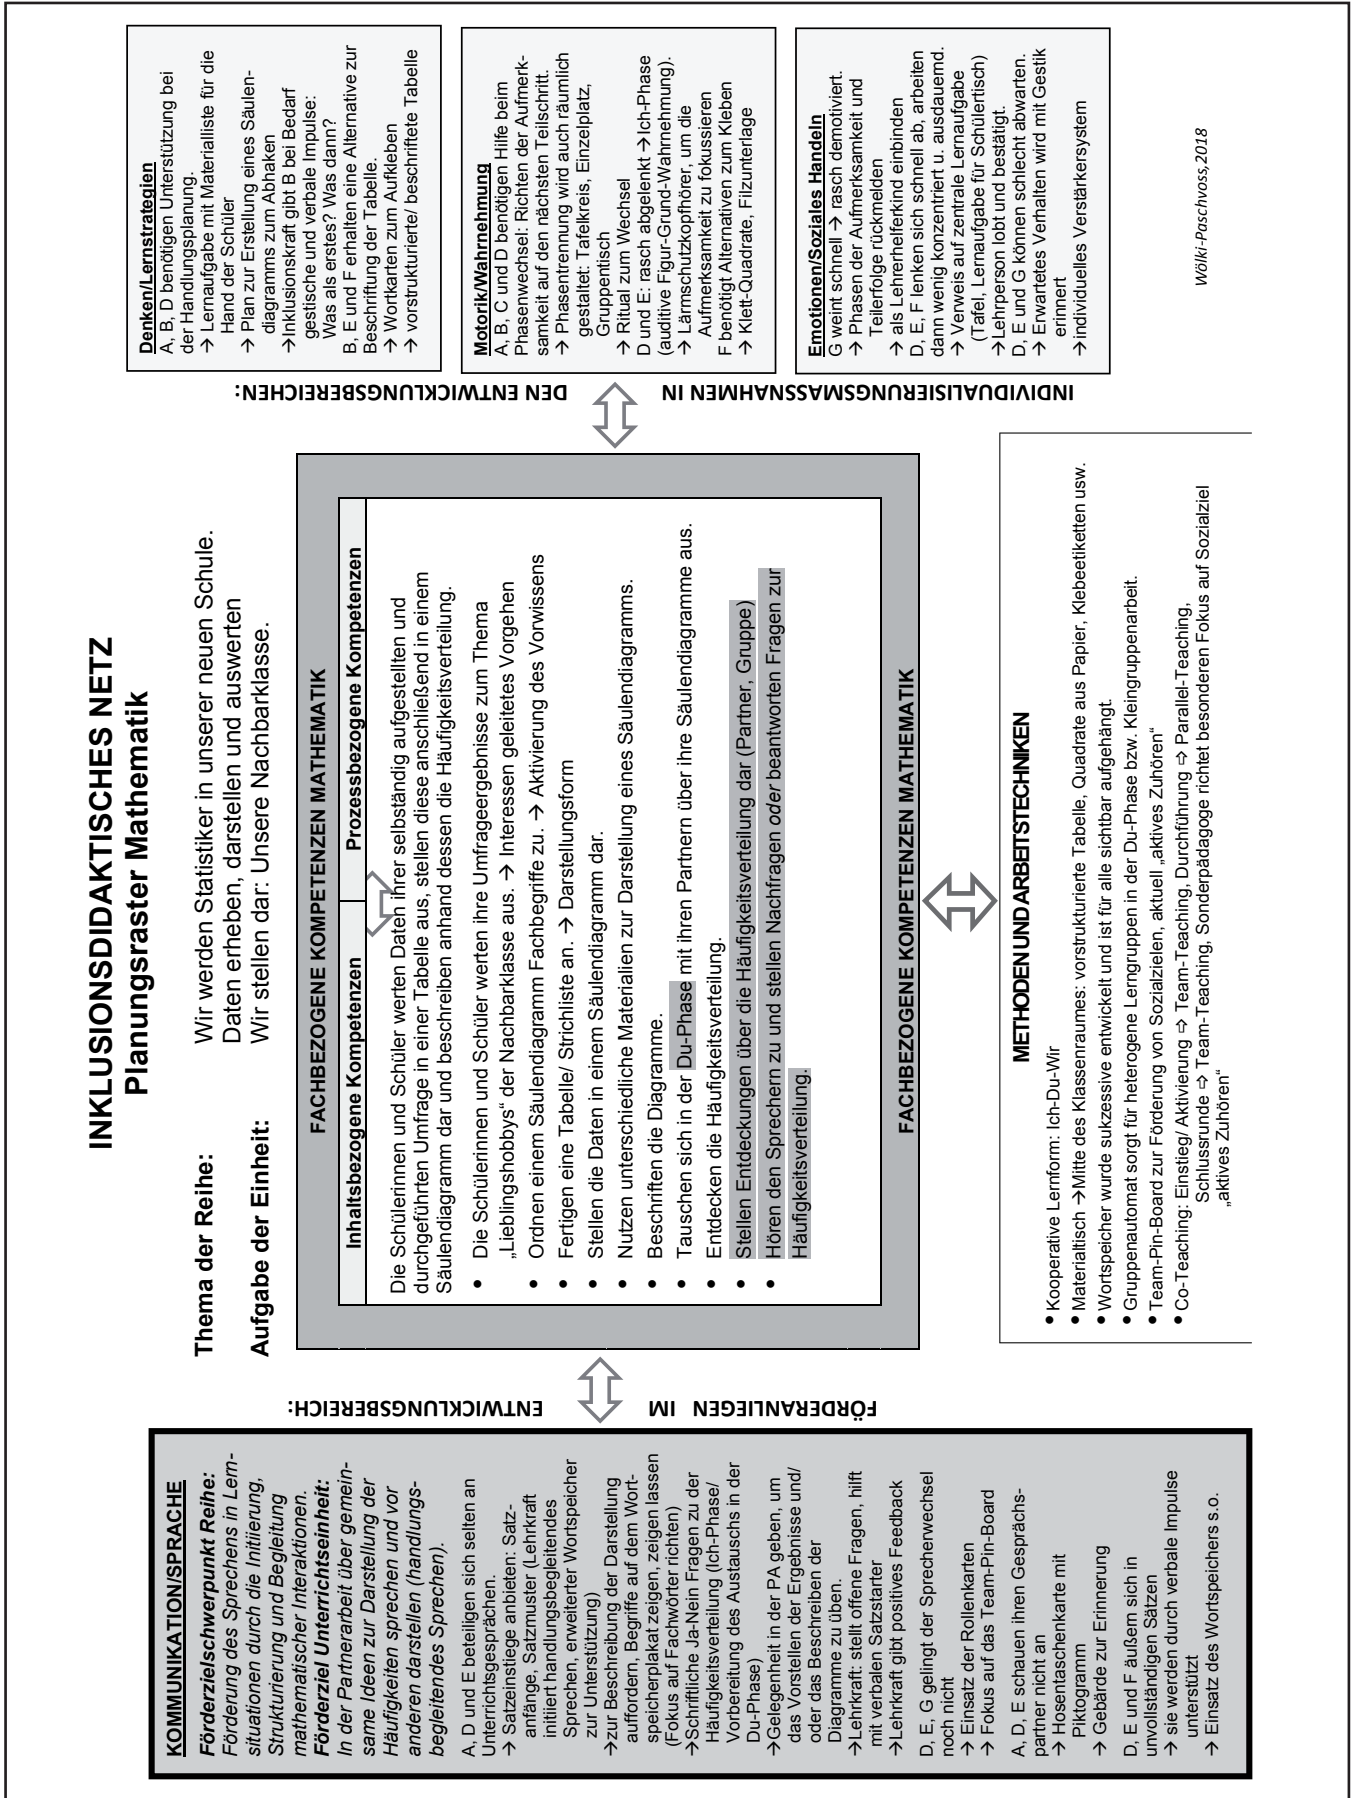 INKLUSIONSDIDAKTISCHES NETZ
Planungsraster Mathematik
Thema der Reihe:
Wir werden Statistiker in unserer neuen Schule.
Daten erheben, darstellen und auswerten
Aufgabe der Einheit:
Wir stellen dar: Unsere Nachbarklasse.
KOMMUNIKATION/SPRACHE
Förderzielschwerpunkt Reihe:
Förderung des Sprechens in Lern-
situationen durch die Initiierung,
Strukturierung und Begleitung
mathematischer Interaktionen.
Förderziel Unterrichtseinheit:
In der Partnerarbeit über gemein-
same Ideen zur Darstellung der
Häufigkeiten sprechen und vor
anderen darstellen (handlungs-
begleitendes Sprechen).
A, D und E beteiligen sich selten an
Unterrichtsgesprächen.
→ Satzeinstiege anbieten: Satz-
anfänge, Satzmuster (Lehrkraft
initiiert handlungsbegleitendes
Sprechen, erweiterter Wortspeicher
zur Unterstützung)
→zur Beschreibung der Darstellung
auffordern, Begriffe auf dem Wort-
speicherplakat zeigen, zeigen lassen
(Fokus auf Fachwörter richten)
→Schriftliche Ja-Nein Fragen zu der
Häufigkeitsverteilung (Ich-Phase/
Vorbereitung des Austauschs in der
Du-Phase)
→Gelegenheit in der PA geben, um
das Vorstellen der Ergebnisse und/
oder das Beschreiben der
Diagramme zu üben.
→Lehrkraft: stellt offene Fragen, hilft
mit verbalen Satzstarter
→Lehrkraft gibt positives Feedback
D, E, G gelingt der Sprecherwechsel
noch nicht
→ Einsatz der Rollenkarten
→ Fokus auf das Team-Pin-Board
A, D, E schauen ihren Gesprächs-
partner nicht an
→ Hosentaschenkarte mit
Piktogramm
→ Gebärde zur Erinnerung
D, E und F äußern sich in
unvollständigen Sätzen
→ sie werden durch verbale Impulse
unterstützt
→ Einsatz des Wortspeichers s.o.
FÖRDERANLIEGEN IM ENTWICKLUNGSBEREICH:
FACHBEZOGENE KOMPETENZEN MATHEMATIK
Inhaltsbezogene Kompetenzen
Prozessbezogene Kompetenzen
Die Schülerinnen und Schüler werten Daten ihrer selbständig aufgestellten und
durchgeführten Umfrage in einer Tabelle aus, stellen diese anschließend in einem
Säulendiagramm dar und beschreiben anhand dessen die Häufigkeitsverteilung.
• Die Schülerinnen und Schüler werten ihre Umfrageergebnisse zum Thema
„Lieblingshobbys“ der Nachbarklasse aus. → Interessen geleitetes Vorgehen
• Ordnen einem Säulendiagramm Fachbegriffe zu. → Aktivierung des Vorwissens
• Fertigen eine Tabelle/ Strichliste an. → Darstellungsform
• Stellen die Daten in einem Säulendiagramm dar.
• Nutzen unterschiedliche Materialien zur Darstellung eines Säulendiagramms.
• Beschriften die Diagramme.
• Tauschen sich in der Du-Phase mit ihren Partnern über ihre Säulendiagramme aus.
• Entdecken die Häufigkeitsverteilung.
• Stellen Entdeckungen über die Häufigkeitsverteilung dar (Partner, Gruppe)
• Hören den Sprechern zu und stellen Nachfragen oder beantworten Fragen zur
Häufigkeitsverteilung.
FACHBEZOGENE KOMPETENZEN MATHEMATIK
METHODEN UND ARBEITSTECHNIKEN
• Kooperative Lernform: Ich-Du-Wir
• Materialtisch →Mitte des Klassenraumes: vorstrukturierte Tabelle, Quadrate aus Papier, Klebeetiketten usw.
• Wortspeicher wurde sukzessive entwickelt und ist für alle sichtbar aufgehängt.
• Gruppenautomat sorgt für heterogene Lerngruppen in der Du-Phase bzw. Kleingruppenarbeit.
• Team-Pin-Board zur Förderung von Sozialzielen, aktuell „aktives Zuhören“
• Co-Teaching: Einstieg/ Aktivierung ⇨ Team-Teaching, Durchführung ⇨ Parallel-Teaching,
Schlussrunde ⇨ Team-Teaching, Sonderpädagoge richtet besonderen Fokus auf Sozialziel
„aktives Zuhören“
INDIVIDUALISIERUNGSMASSNAHMEN IN DEN ENTWICKLUNGSBEREICHEN:
Denken/Lernstrategien
A, B, D benötigen Unterstützung bei
der Handlungsplanung.
→ Lernaufgabe mit Materialliste für die
Hand der Schüler
→ Plan zur Erstellung eines Säulen-
diagramms zum Abhaken
→Inklusionskraft gibt B bei Bedarf
gestische und verbale Impulse:
Was als erstes? Was dann?
B, E und F erhalten eine Alternative zur
Beschriftung der Tabelle.
→ Wortkarten zum Aufkleben
→ vorstrukturierte/ beschriftete Tabelle
Motorik/Wahrnehmung
A, B, C und D benötigen Hilfe beim
Phasenwechsel: Richten der Aufmerk-
samkeit auf den nächsten Teilschritt.
→ Phasentrennung wird auch räumlich
gestaltet: Tafelkreis, Einzelplatz,
Gruppentisch
→ Ritual zum Wechsel
D und E: rasch abgelenkt →Ich-Phase
(auditive Figur-Grund-Wahrnehmung).
→ Lärmschutzkopfhörer, um die
Aufmerksamkeit zu fokussieren
F benötigt Alternativen zum Kleben
→ Klett-Quadrate, Filzunterlage
Emotionen/Soziales Handeln
G weint schnell → rasch demotiviert.
→ Phasen der Aufmerksamkeit und
Teilerfolge rückmelden
→ als Lehrerhelferkind einbinden
D, E, F lenken sich schnell ab, arbeiten
dann wenig konzentriert u. ausdauernd.
→ Verweis auf zentrale Lernaufgabe
(Tafel, Lernaufgabe für Schülertisch)
→Lehrperson lobt und bestätigt.
D, E und G können schlecht abwarten.
→ Erwartetes Verhalten wird mit Gestik
erinnert
→individuelles Verstärkersystem
Wölki-Paschvoss,2018